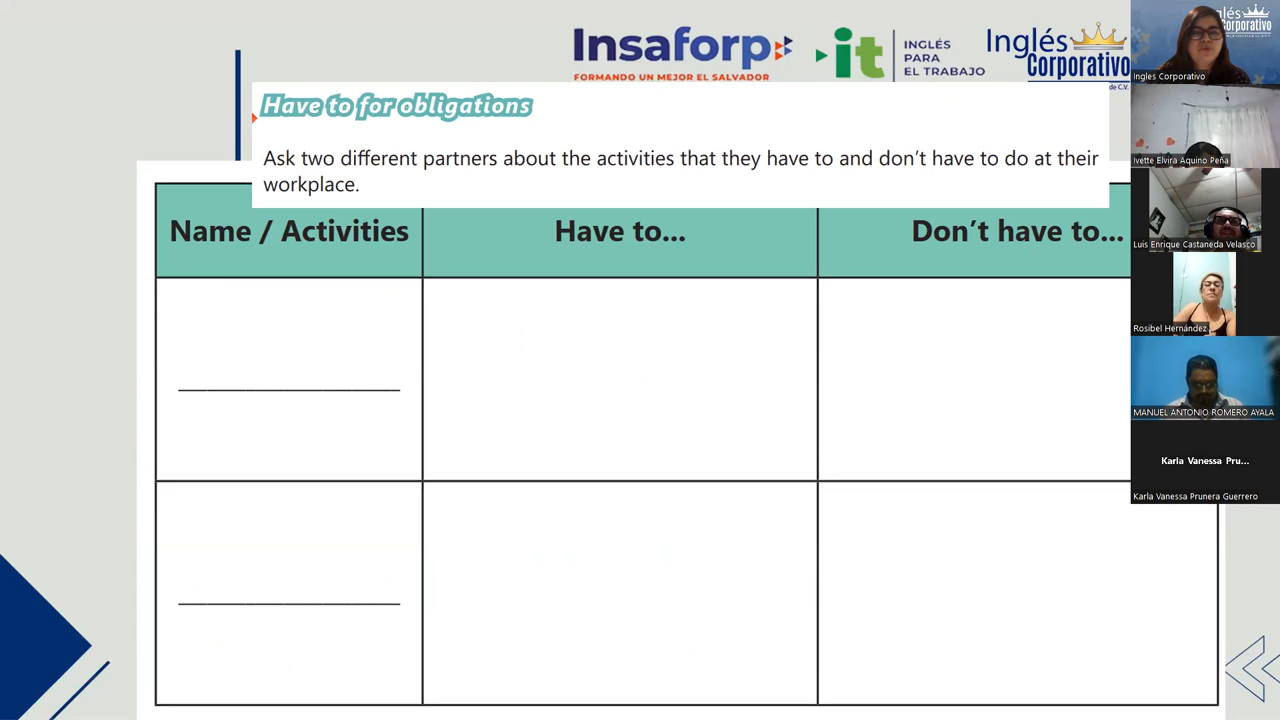 Insaforp
FORMANDO UN MEJOR EL SALVADOR
it
INGLÉS
PARA
EL TRABAJO
Inglés
Corporativo
de C.V.
Have to for obligations
Ask two different partners about the activities that they have to and don't have to do at their
workplace.
Name / Activities
Have to...
Don't have to...
glés
Corporativo
Ingles Corporativo
Ivette Elvira Aquino Peña
Luis Enrique Castaneda Velasco
Rosibel Hernández
MANUEL ANTONIO ROMERO AYALA
Karla Vanessa Pru...
Karla Vanessa Prunera Guerrero